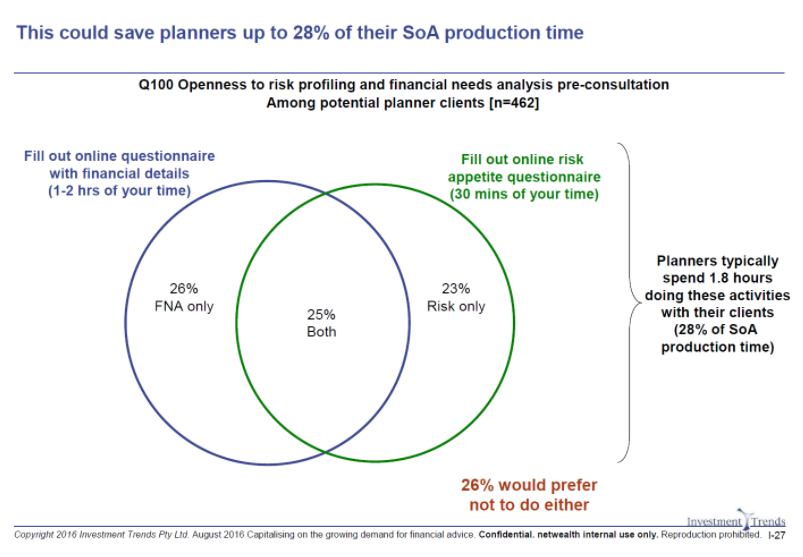 This could save planners up to 28% of their SoA production time
Q100 Openness to risk profiling and financial needs analysis pre-consultation
Among potential planner clients [n=462]
Fill out online questionnaire
with financial details
(1-2 hrs of your time)
Fill out online risk
appetite questionnaire
(30 mins of your time)
26%
FNA only
25%
Both
23%
Risk only
Planners typically
spend 1.8 hours
doing these activities
with their clients
(28% of SoA
production time)
26% would prefer
not to do either
Investment Trends
Copyright 2016 Investment Trends Pty Ltd. August 2016 Capitalising on the growing demand for financial advice. Confidential. netwealth internal use only. Reproduction prohibited. I-27